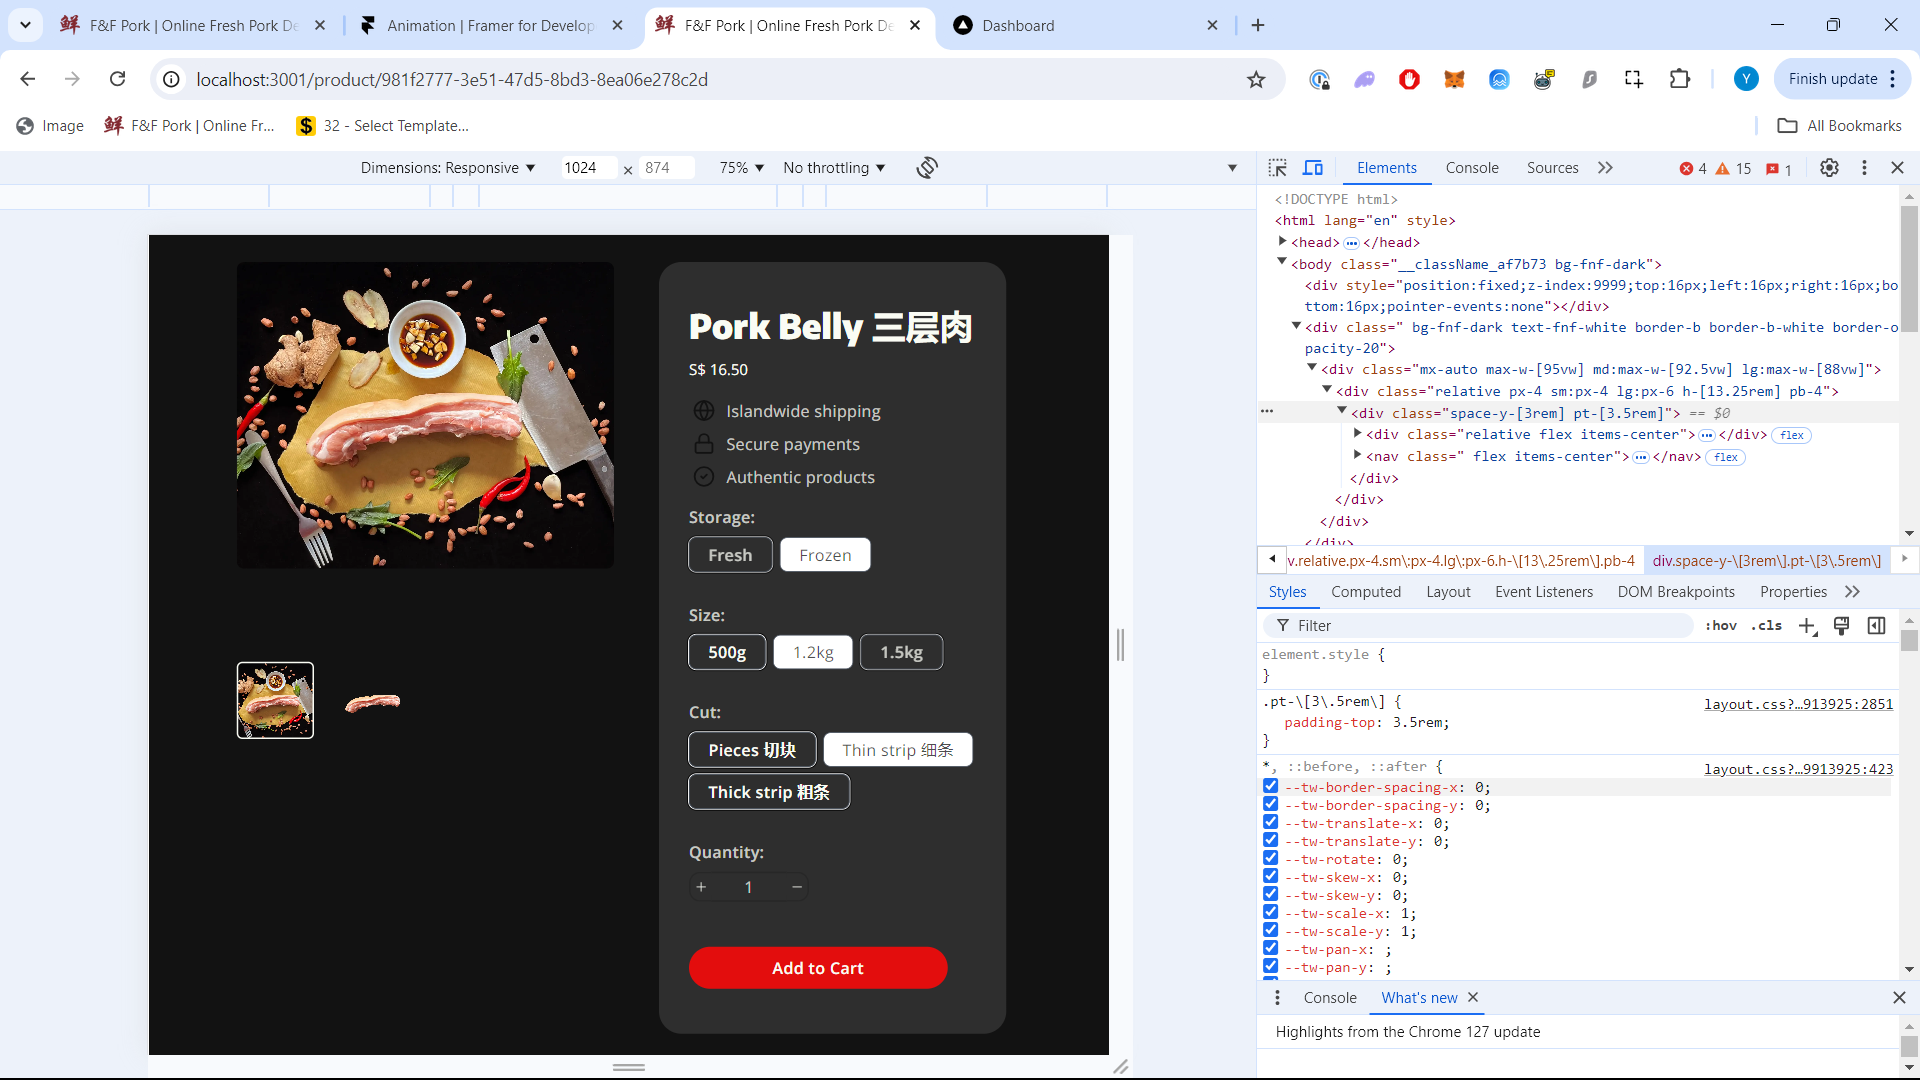 F&F Pork | Online Fresh Pork De
Animation | Framer for Develop
F&F Pork | Online Fresh Pork De
Dashboard
localhost:3001/product/981f2777-3e51-47d5-8bd3-8ea06e278c2d
Y
Finish update
Image
F&F Pork | Online Fr...
32 - Select Template...
All Bookmarks
Dimensions: Responsive
1024 x 874
75%
No throttling
Elements
Console
Sources
4
15
1
<!DOCTYPE html>
<html lang="en" style>
<head> ... </head>
<body class="__className_af7b73 bg-fnf-dark">
<div style="position:fixed;z-index:9999;top:16px;left:16px;right:16px;bo
ttom:16px;pointer-events:none"></div>
<div class=" bg-fnf-dark text-fnf-white border-b border-b-white border-o
pacity-20">
<div class="mx-auto max-w-[95vw] md:max-w-[92.5vw] lg:max-w-[88vw]">
<div class="relative px-4 sm:px-4 lg:px-6 h-[13.25rem] pb-4">
... <div class="space-y-[3rem] pt-[3.5rem]"> == $0
<div class="relative flex items-center"> ... </div> flex
<nav class=" flex items-center"> ... </nav> flex
</div>
</div>
</div>
</div>
v.relative.px-4.sm\:px-4.lg\:px-6.h-\[13\.25rem\].pb-4
div.space-y-\[3rem\].pt-\[3\.5rem\]
Styles
Computed
Layout
Event Listeners
DOM Breakpoints
Properties
Filter
:hov
.cls
element.style {
}
.pt-\[3\.5rem\] {
layout.css?…913925:2851
padding-top: 3.5rem;
}
*, ::before, ::after {
layout.css?…9913925:423
--tw-border-spacing-x: 0;
--tw-border-spacing-y: 0;
--tw-translate-x: 0;
--tw-translate-y: 0;
--tw-rotate: 0;
--tw-skew-x: 0;
--tw-skew-y: 0;
--tw-scale-x: 1;
--tw-scale-y: 1;
--tw-pan-x: ;
--tw-pan-y: ;
Console
What's new
Highlights from the Chrome 127 update
Pork Belly 三层肉
S$ 16.50
Islandwide shipping
Secure payments
Authentic products
Storage:
Fresh
Frozen
Size:
500g
1.2kg
1.5kg
Cut:
Pieces 切块
Thin strip 细条
Thick strip 粗条
Quantity:
+ 1 −
Add to Cart